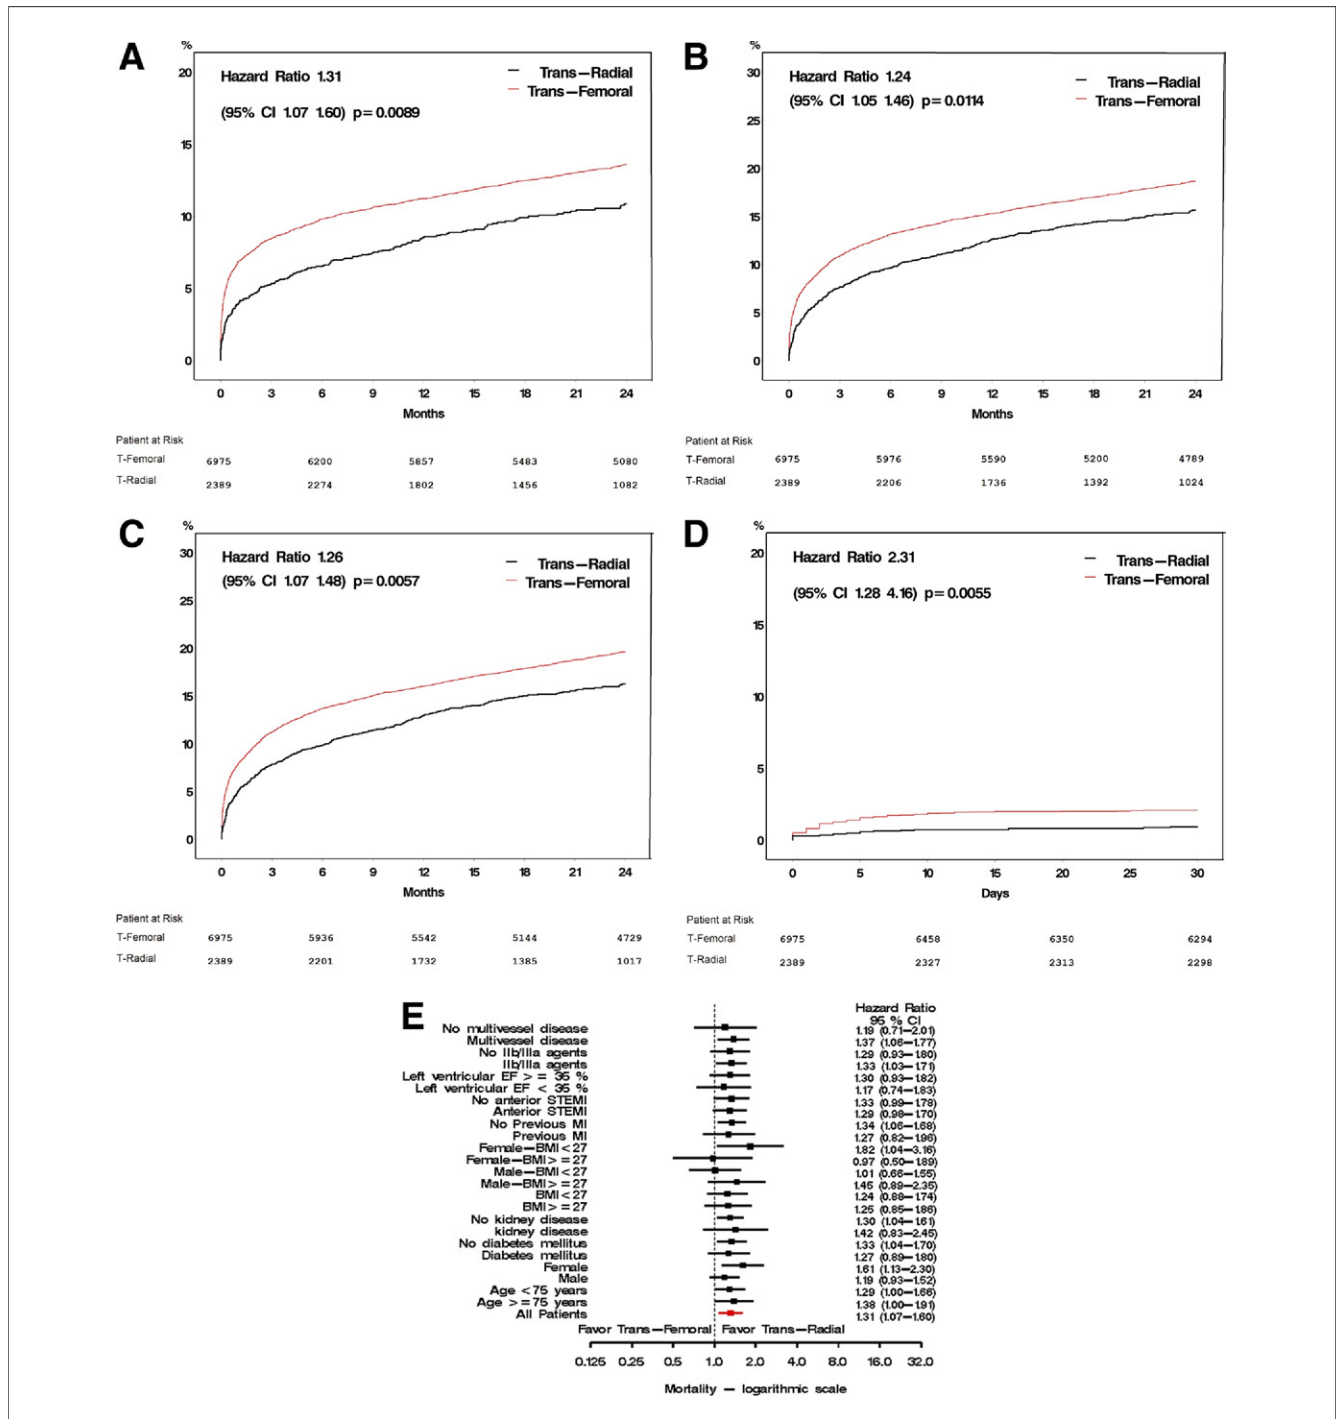 A
%
20
15
10
5
0
Hazard Ratio 1.31
(95% CI 1.07 1.60) p=0.0089
Trans-Radial
Trans-Femoral
0 3 6 9 12 15 18 21 24
Months
Patient at Risk
T-Femoral 6975 6200 5857 5483 5080
T-Radial 2389 2274 1802 1456 1082
B
%
30
25
20
15
10
5
0
Hazard Ratio 1.24
(95% CI 1.05 1.46) p=0.0114
Trans-Radial
Trans-Femoral
0 3 6 9 12 15 18 21 24
Months
Patient at Risk
T-Femoral 6975 5976 5590 5200 4789
T-Radial 2389 2206 1736 1392 1024
C
%
30
25
20
15
10
5
0
Hazard Ratio 1.26
(95% CI 1.07 1.48) p=0.0057
Trans-Radial
Trans-Femoral
0 3 6 9 12 15 18 21 24
Months
Patient at Risk
T-Femoral 6975 5936 5542 5144 4729
T-Radial 2389 2201 1732 1385 1017
D
%
20
15
10
5
0
Hazard Ratio 2.31
(95% CI 1.28 4.16) p=0.0055
Trans-Radial
Trans-Femoral
0 5 10 15 20 25 30
Days
Patient at Risk
T-Femoral 6975 6458 6350 6294
T-Radial 2389 2327 2313 2298
E
Hazard Ratio
95 % CI
No multivessel disease 1.19 (0.71-2.01)
Multivessel disease 1.37 (1.06-1.77)
No IIb/IIIa agents 1.29 (0.93-1.80)
IIb/IIIa agents 1.33 (1.03-1.71)
Left ventricular EF >= 35 % 1.30 (0.93-1.82)
Left ventricular EF < 35 % 1.17 (0.74-1.83)
No anterior STEMI 1.33 (0.99-1.78)
Anterior STEMI 1.29 (0.98-1.70)
No Previous MI 1.34 (1.06-1.68)
Previous MI 1.27 (0.82-1.96)
Female-BMI<27 1.82 (1.04-3.16)
Female-BMI>=27 0.97 (0.50-1.89)
Male-BMI<27 1.01 (0.66-1.55)
Male-BMI>=27 1.45 (0.89-2.35)
BMI<27 1.24 (0.88-1.74)
BMI>=27 1.25 (0.85-1.86)
No kidney disease 1.30 (1.04-1.61)
kidney disease 1.42 (0.83-2.45)
No diabetes mellitus 1.33 (1.04-1.70)
Diabetes mellitus 1.27 (0.89-1.80)
Female 1.61 (1.13-2.30)
Male 1.19 (0.93-1.52)
Age <75 years 1.29 (1.00-1.66)
Age >=75 years 1.38 (1.00-1.91)
All Patients 1.31 (1.07-1.60)
Favor Trans-Femoral Favor Trans-Radial
0.125 0.25 0.5 1.0 2.0 4.0 8.0 16.0 32.0
Mortality - logarithmic scale